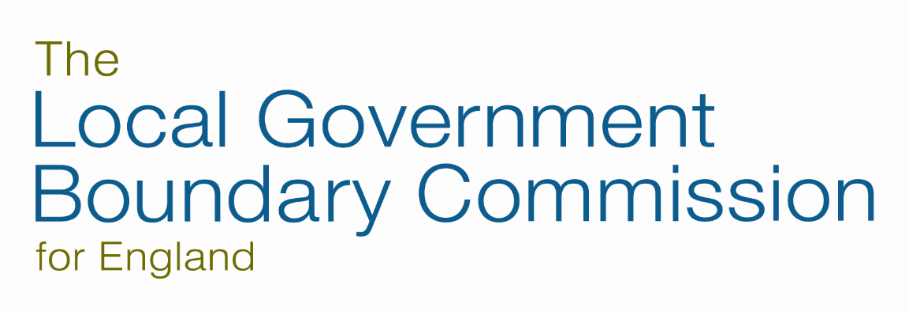 The
Local Government
Boundary Commission
for England